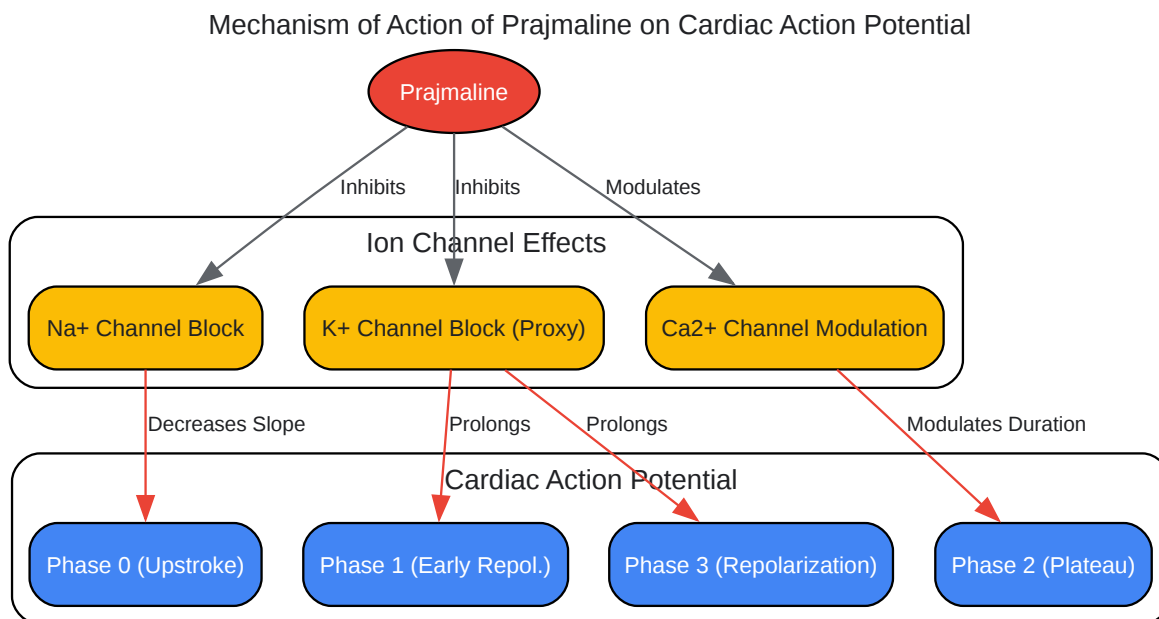 Mechanism of Action of Prajmaline on Cardiac Action Potential
Prajmaline
Inhibits
Inhibits
Modulates
Ion Channel Effects
Na+ Channel Block
K+ Channel Block (Proxy)
Ca2+ Channel Modulation
Decreases Slope
Prolongs
Prolongs
Modulates Duration
Cardiac Action Potential
Phase 0 (Upstroke)
Phase 1 (Early Repol.)
Phase 3 (Repolarization)
Phase 2 (Plateau)